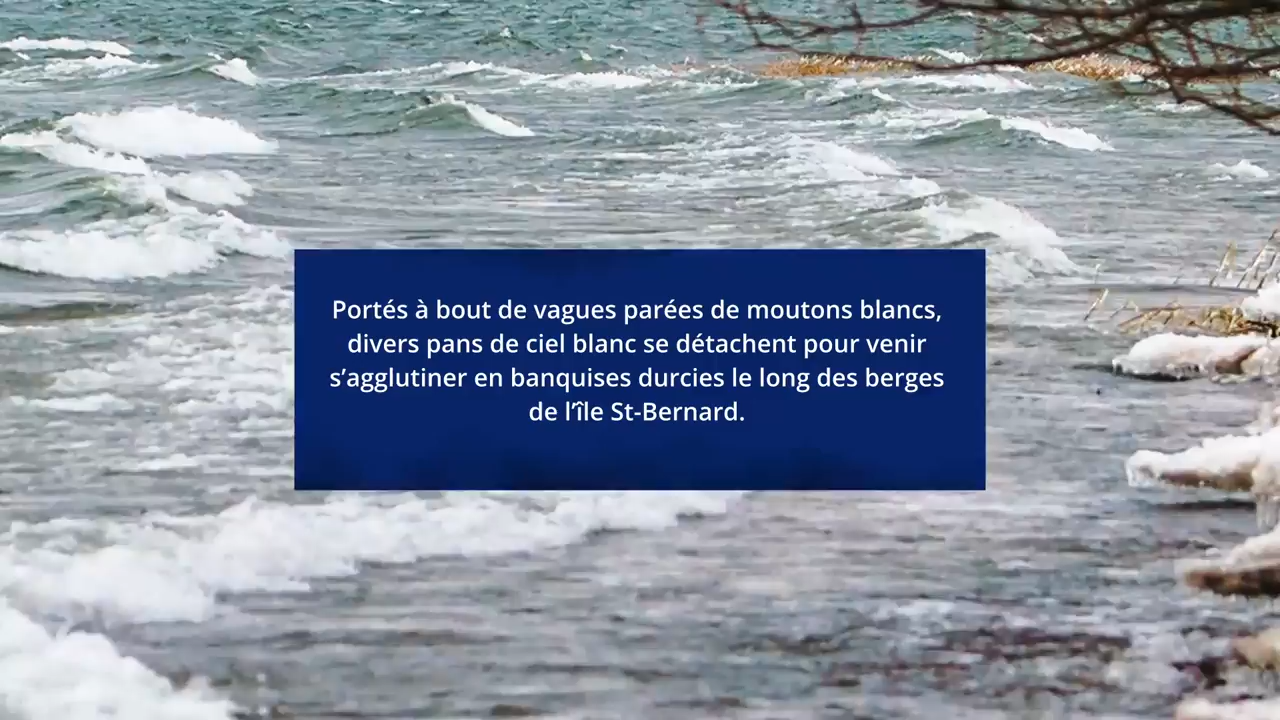 Portés à bout de vagues parées de moutons blancs,
divers pans de ciel blanc se détachent pour venir
s’agglutiner en banquises durcies le long des berges
de l’île St-Bernard.